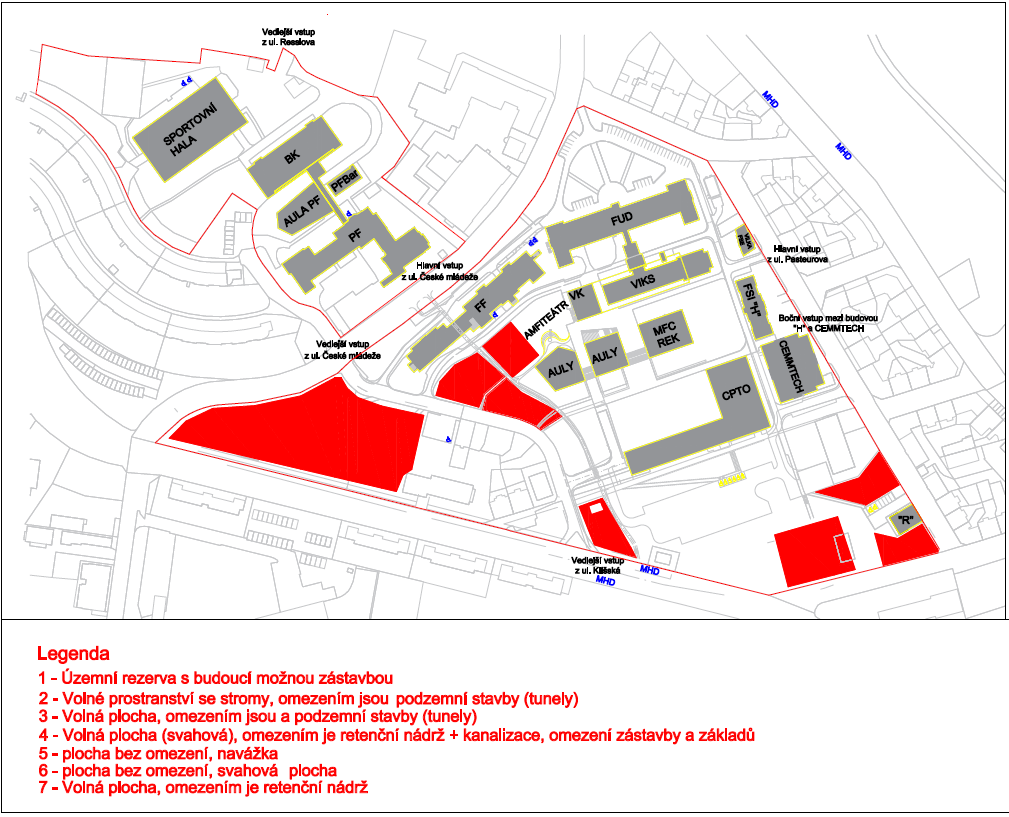 Vedlejší vstup
z ul. Resslova
MHD
MHD
SPORTOVNÍ
HALA
BK
PFBar
AULA PF
PF
FUD
Hlavní vstup
z ul. Pasteurova
Hlavní vstup
z ul. České mládeže
VIKS
VK
FSI "H"
FF
AMFITEÁTR
MFC
REK
Boční vstup mezi budovou
"H" a CEMMTECH
Vedlejší vstup
z ul. České mládeže
AULY
AULY
CEMMTECH
CPTO
"R"
Vedlejší vstup
z ul. Klíšská
MHD
MHD
Legenda
1 - Územní rezerva s budoucí možnou zástavbou
2 - Volné prostranství se stromy, omezením jsou podzemní stavby (tunely)
3 - Volná plocha, omezením jsou a podzemní stavby (tunely)
4 - Volná plocha (svahová), omezením je retenční nádrž + kanalizace, omezení zástavby a základů
5 - plocha bez omezení, navážka
6 - plocha bez omezení, svahová plocha
7 - Volná plocha, omezením je retenční nádrž